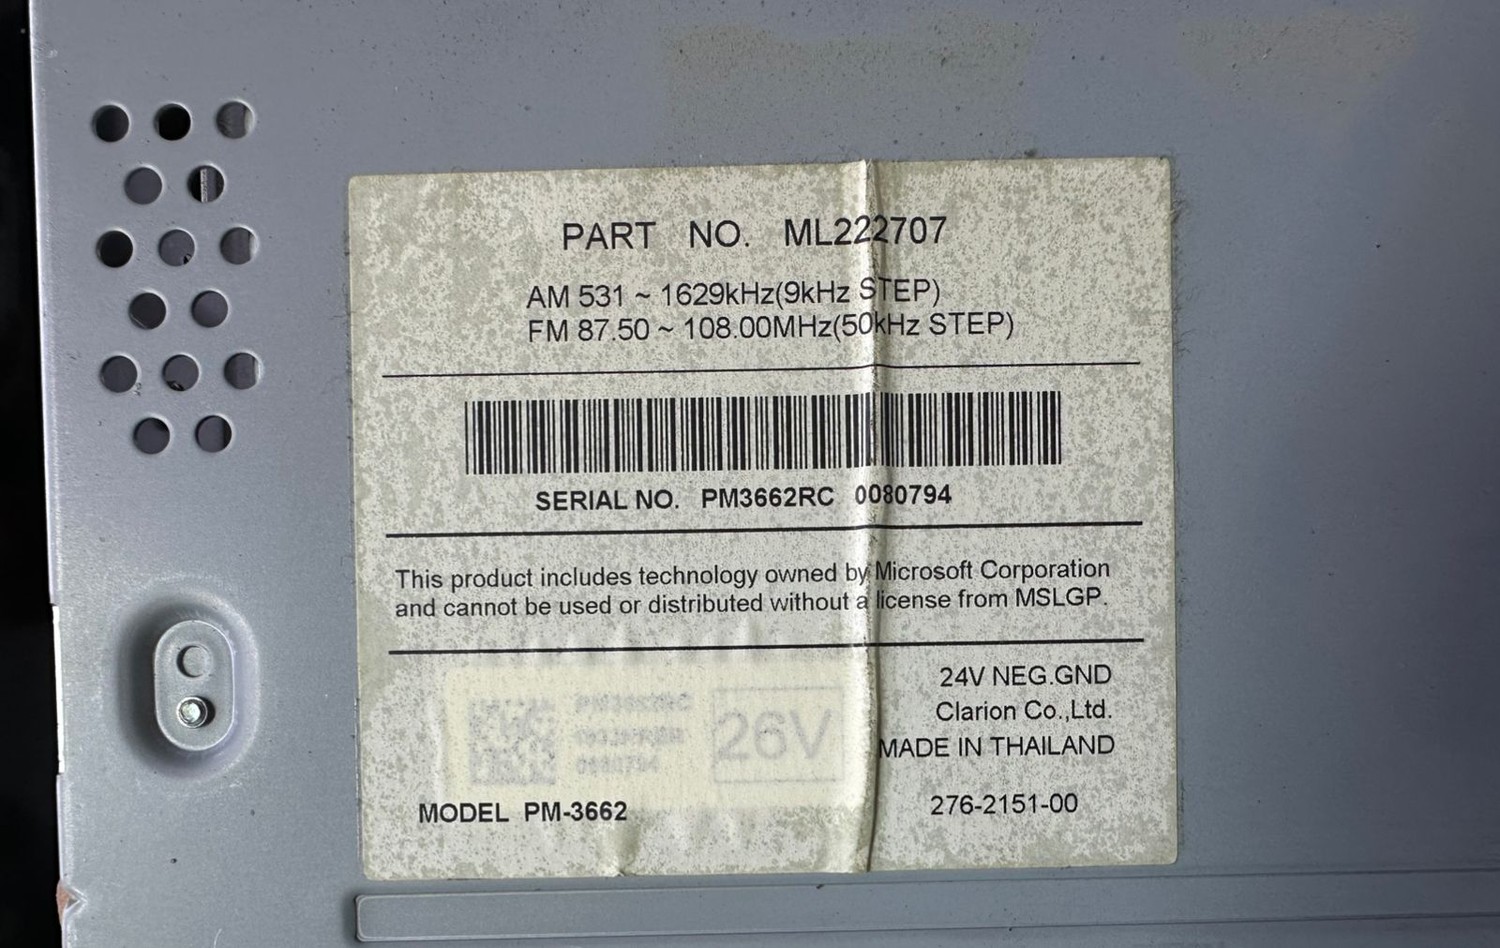 PART NO. ML222707
AM 531 ~ 1629kHz(9kHz STEP)
FM 87.50 ~ 108.00MHz(50kHz STEP)
SERIAL NO. PM3662RC 0080794
This product includes technology owned by Microsoft Corporation
and cannot be used or distributed without a license from MSLGP.
24V NEG.GND
Clarion Co.,Ltd.
26V
MADE IN THAILAND
MODEL PM-3662
276-2151-00